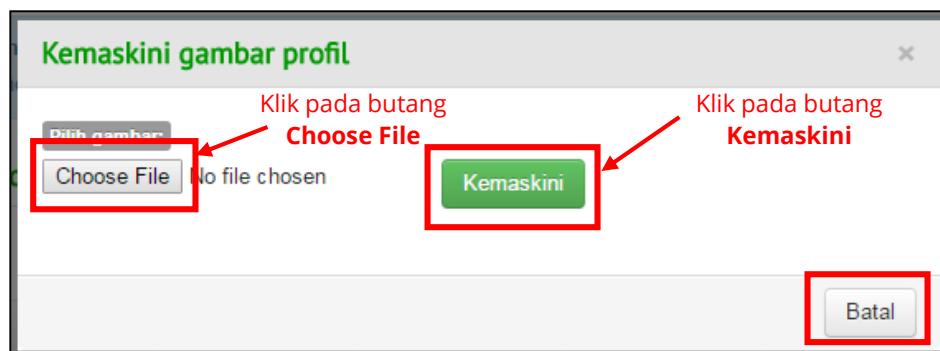 Kemaskini gambar profil
×
Klik pada butang
Choose File
Klik pada butang
Kemaskini
Pilih gambar:
Choose File No file chosen
Kemaskini
Batal